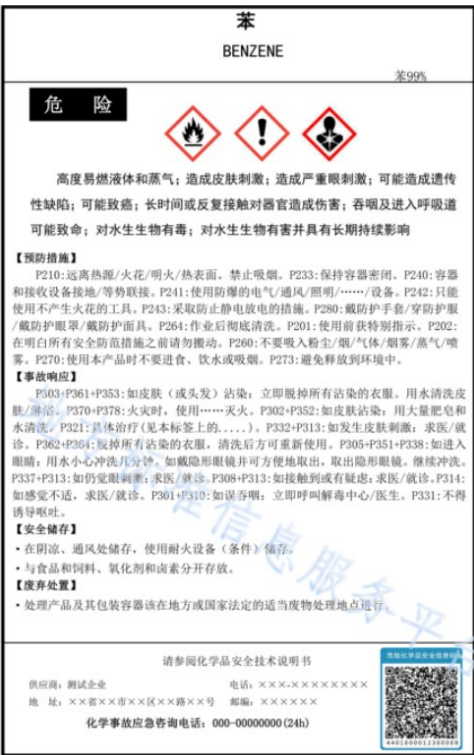 苯
BENZENE
苯99%
危 险
高度易燃液体和蒸气；造成皮肤刺激；造成严重眼刺激；可能造成遗传
性缺陷；可能致癌；长时间或反复接触对器官造成伤害；吞咽及进入呼吸道
可能致命；对水生生物有毒；对水生生物有害并具有长期持续影响
【预防措施】
P210:远离热源/火花/明火/热表面。禁止吸烟。P233:保持容器密闭。P240:容器
和接收设备接地/等势联接。P241:使用防爆的电气/通风/照明/……/设备。P242:只能
使用不产生火花的工具。P243:采取防止静电放电的措施。P280:戴防护手套/穿防护服
/戴防护眼罩/戴防护面具。P264:作业后彻底清洗。P201:使用前获特别指示。P202:
在明白所有安全防范措施之前请勿搬动。P260:不要吸入粉尘/烟/气体/烟雾/蒸气/喷
雾。P270:使用本产品时不要进食、饮水或吸烟。P273:避免释放到环境中。
【事故响应】
P303+P361+P353:如皮肤（或头发）沾染：立即脱掉所有沾染的衣服。用水清洗皮
肤/淋浴。P370+P378:火灾时，使用……灭火。P302+P352:如皮肤沾染：用大量肥皂和
水清洗。P321:具体治疗(见本标签上的.....)。P332+P313:如发生皮肤刺激：求医/就
诊。P362+P364:脱掉所有沾染的衣服，清洗后方可重新使用。P305+P351+P338:如进入
眼睛：用水小心冲洗几分钟。如戴隐形眼镜并可方便地取出，取出隐形眼镜。继续冲洗。
P337+P313:如仍觉眼刺激：求医/就诊。P308+P313:如接触到或有疑虑：求医/就诊。P314:
如感觉不适，求医/就诊。P301+P310:如误吞咽：立即呼叫解毒中心/医生。P331:不得
诱导呕吐。
【安全储存】
·在阴凉、通风处储存，使用耐火设备（条件）储存。
·与食品和饲料、氧化剂和卤素分开存放。
【废弃处置】
·处理产品及其包装容器该在地方或国家法定的适当废物处理地点进行。
请参阅化学品安全技术说明书
供应商：测试企业
电话：×××-×××××××××
地 址：××省××市××区××路××号
邮编：××××××
化学事故应急咨询电话：000-00000000(24h)
危险化学品安全信息码